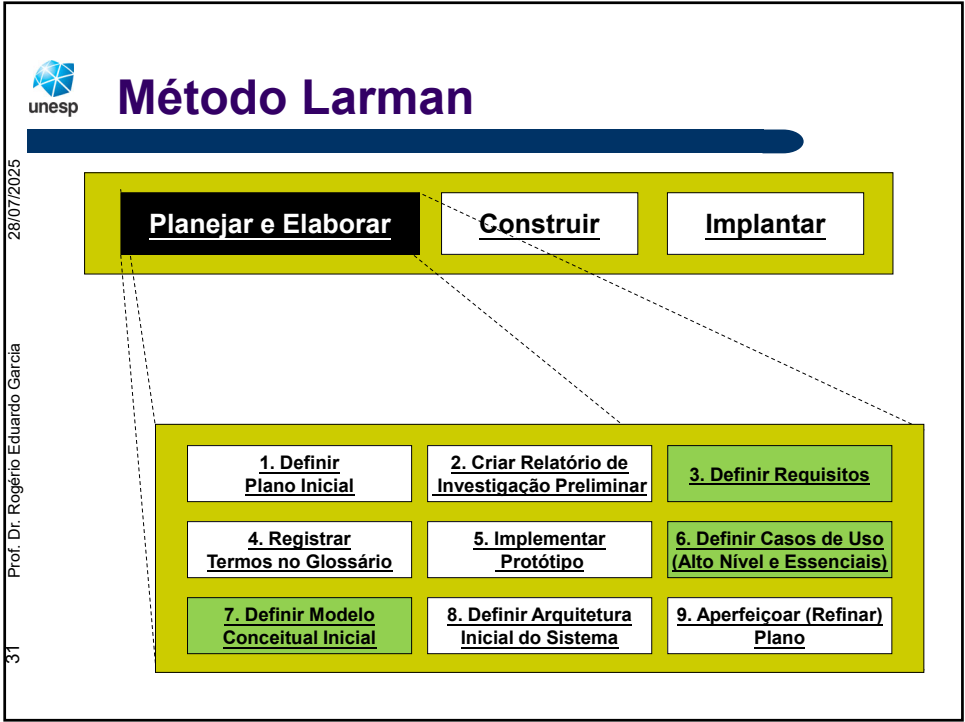 unesp
Método Larman
28/07/2025
Prof. Dr. Rogério Eduardo Garcia
31
Planejar e Elaborar
Construir
Implantar
1. Definir
Plano Inicial
2. Criar Relatório de
Investigação Preliminar
3. Definir Requisitos
4. Registrar
Termos no Glossário
5. Implementar
Protótipo
6. Definir Casos de Uso
(Alto Nível e Essenciais)
7. Definir Modelo
Conceitual Inicial
8. Definir Arquitetura
Inicial do Sistema
9. Aperfeiçoar (Refinar)
Plano